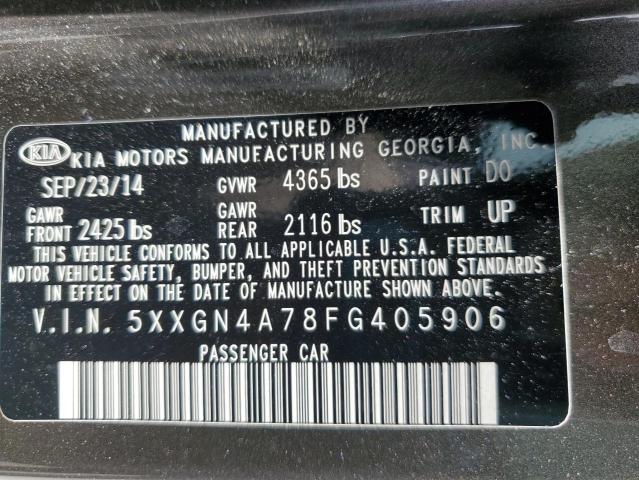 MANUFACTURED BY
KIA KIA MOTORS MANUFACTURING GEORGIA, INC.
SEP/23/14 GVWR 4365 lbs PAINT D0
GAWR FRONT 2425 lbs GAWR REAR 2116 lbs TRIM UP
THIS VEHICLE CONFORMS TO ALL APPLICABLE U.S.A. FEDERAL
MOTOR VEHICLE SAFETY, BUMPER, AND THEFT PREVENTION STANDARDS
IN EFFECT ON THE DATE OF MANUFACTURE SHOWN ABOVE.
V.I.N. 5XXGN4A78FG405906
PASSENGER CAR